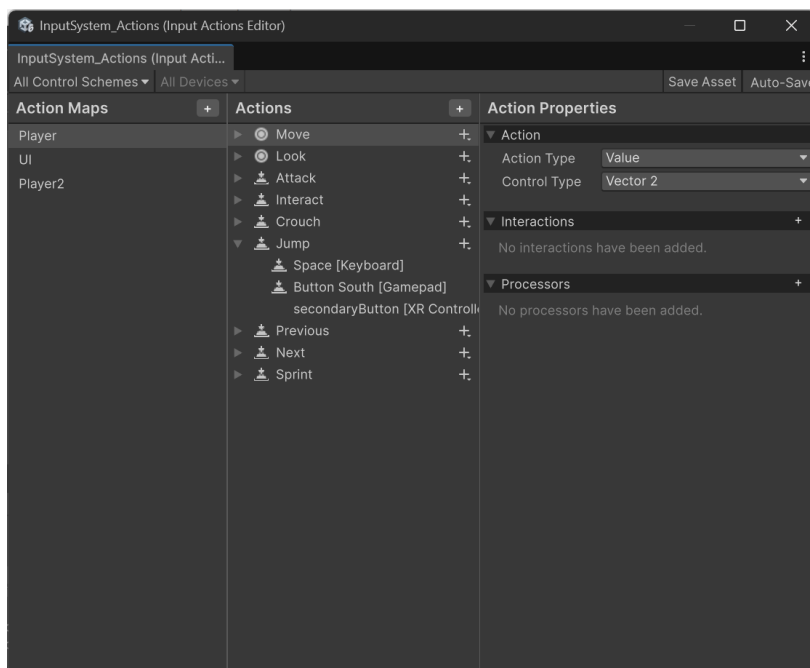 InputSystem_Actions (Input Actions Editor)
InputSystem_Actions (Input Acti...
All Control Schemes All Devices Save Asset Auto-Save
Action Maps + Actions + Action Properties
Player
UI
Player2
Move
Look
Attack
Interact
Crouch
Jump
Space [Keyboard]
Button South [Gamepad]
secondaryButton [XR Controlle
Previous
Next
Sprint
Action
Action Type Value
Control Type Vector 2
Interactions +
No interactions have been added.
Processors +
No processors have been added.